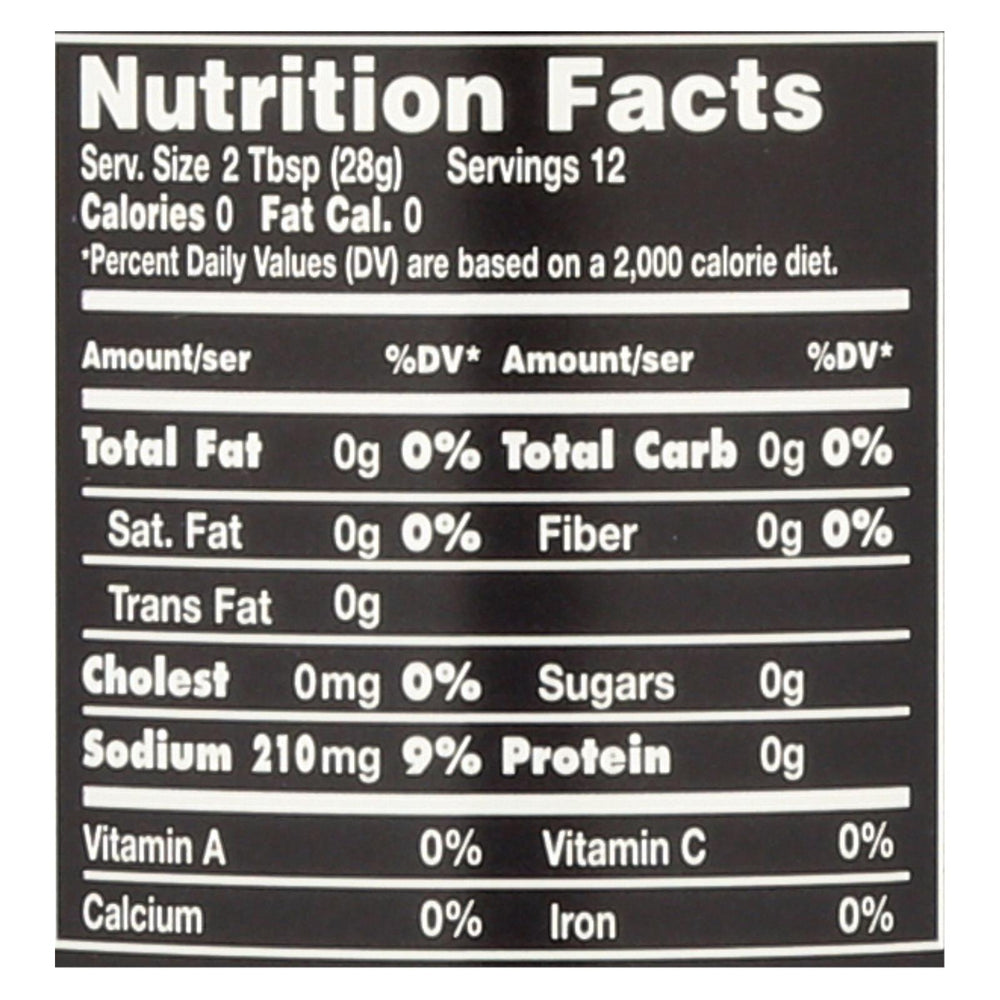 Nutrition Facts
Serv. Size 2 Tbsp (28g) Servings 12
Calories 0 Fat Cal. 0
*Percent Daily Values (DV) are based on a 2,000 calorie diet.
Amount/ser %DV* Amount/ser %DV*
Total Fat 0g 0% Total Carb 0g 0%
Sat. Fat 0g 0% Fiber 0g 0%
Trans Fat 0g
Cholest 0mg 0% Sugars 0g
Sodium 210mg 9% Protein 0g
Vitamin A 0% Vitamin C 0%
Calcium 0% Iron 0%